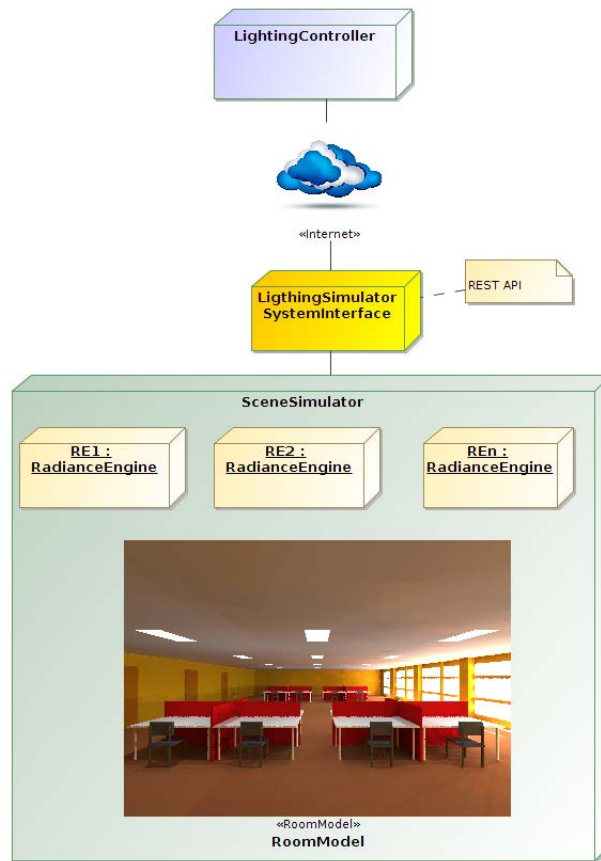 LightingController
«Internet»
LigthingSimulator
SystemInterface
REST API
SceneSimulator
RE1 :
RadianceEngine
RE2 :
RadianceEngine
REn :
RadianceEngine
«RoomModel»
RoomModel